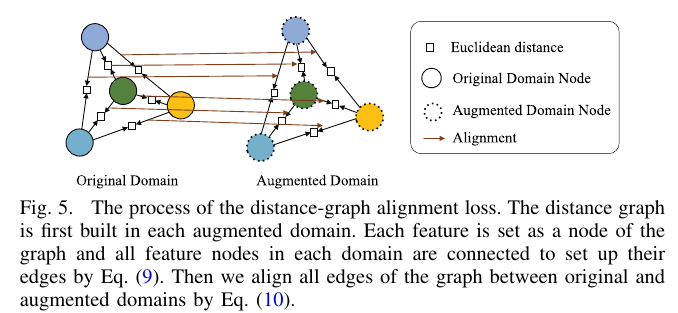 Euclidean distance
Original Domain Node
Augmented Domain Node
Alignment
Original Domain
Augmented Domain
Fig. 5. The process of the distance-graph alignment loss. The distance graph
is first built in each augmented domain. Each feature is set as a node of the
graph and all feature nodes in each domain are connected to set up their
edges by Eq. (9). Then we align all edges of the graph between original and
augmented domains by Eq. (10).